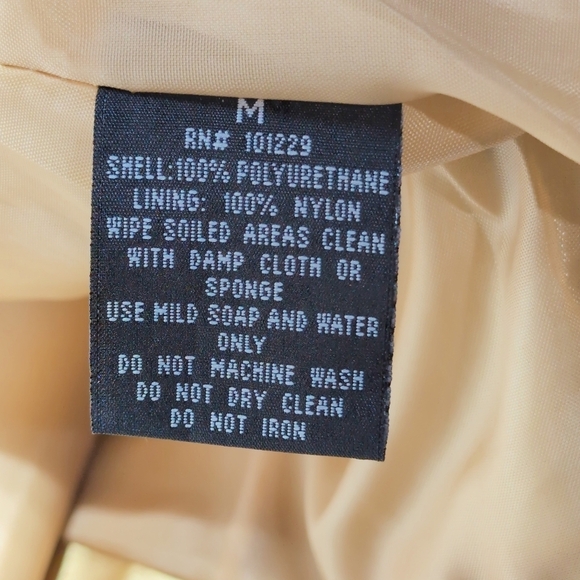 M
RN# 101229
SHELL:100% POLYURETHANE
LINING: 100% NYLON
WIPE SOILED AREAS CLEAN
WITH DAMP CLOTH OR
SPONGE
USE MILD SOAP AND WATER
ONLY
DO NOT MACHINE WASH
DO NOT DRY CLEAN
DO NOT IRON